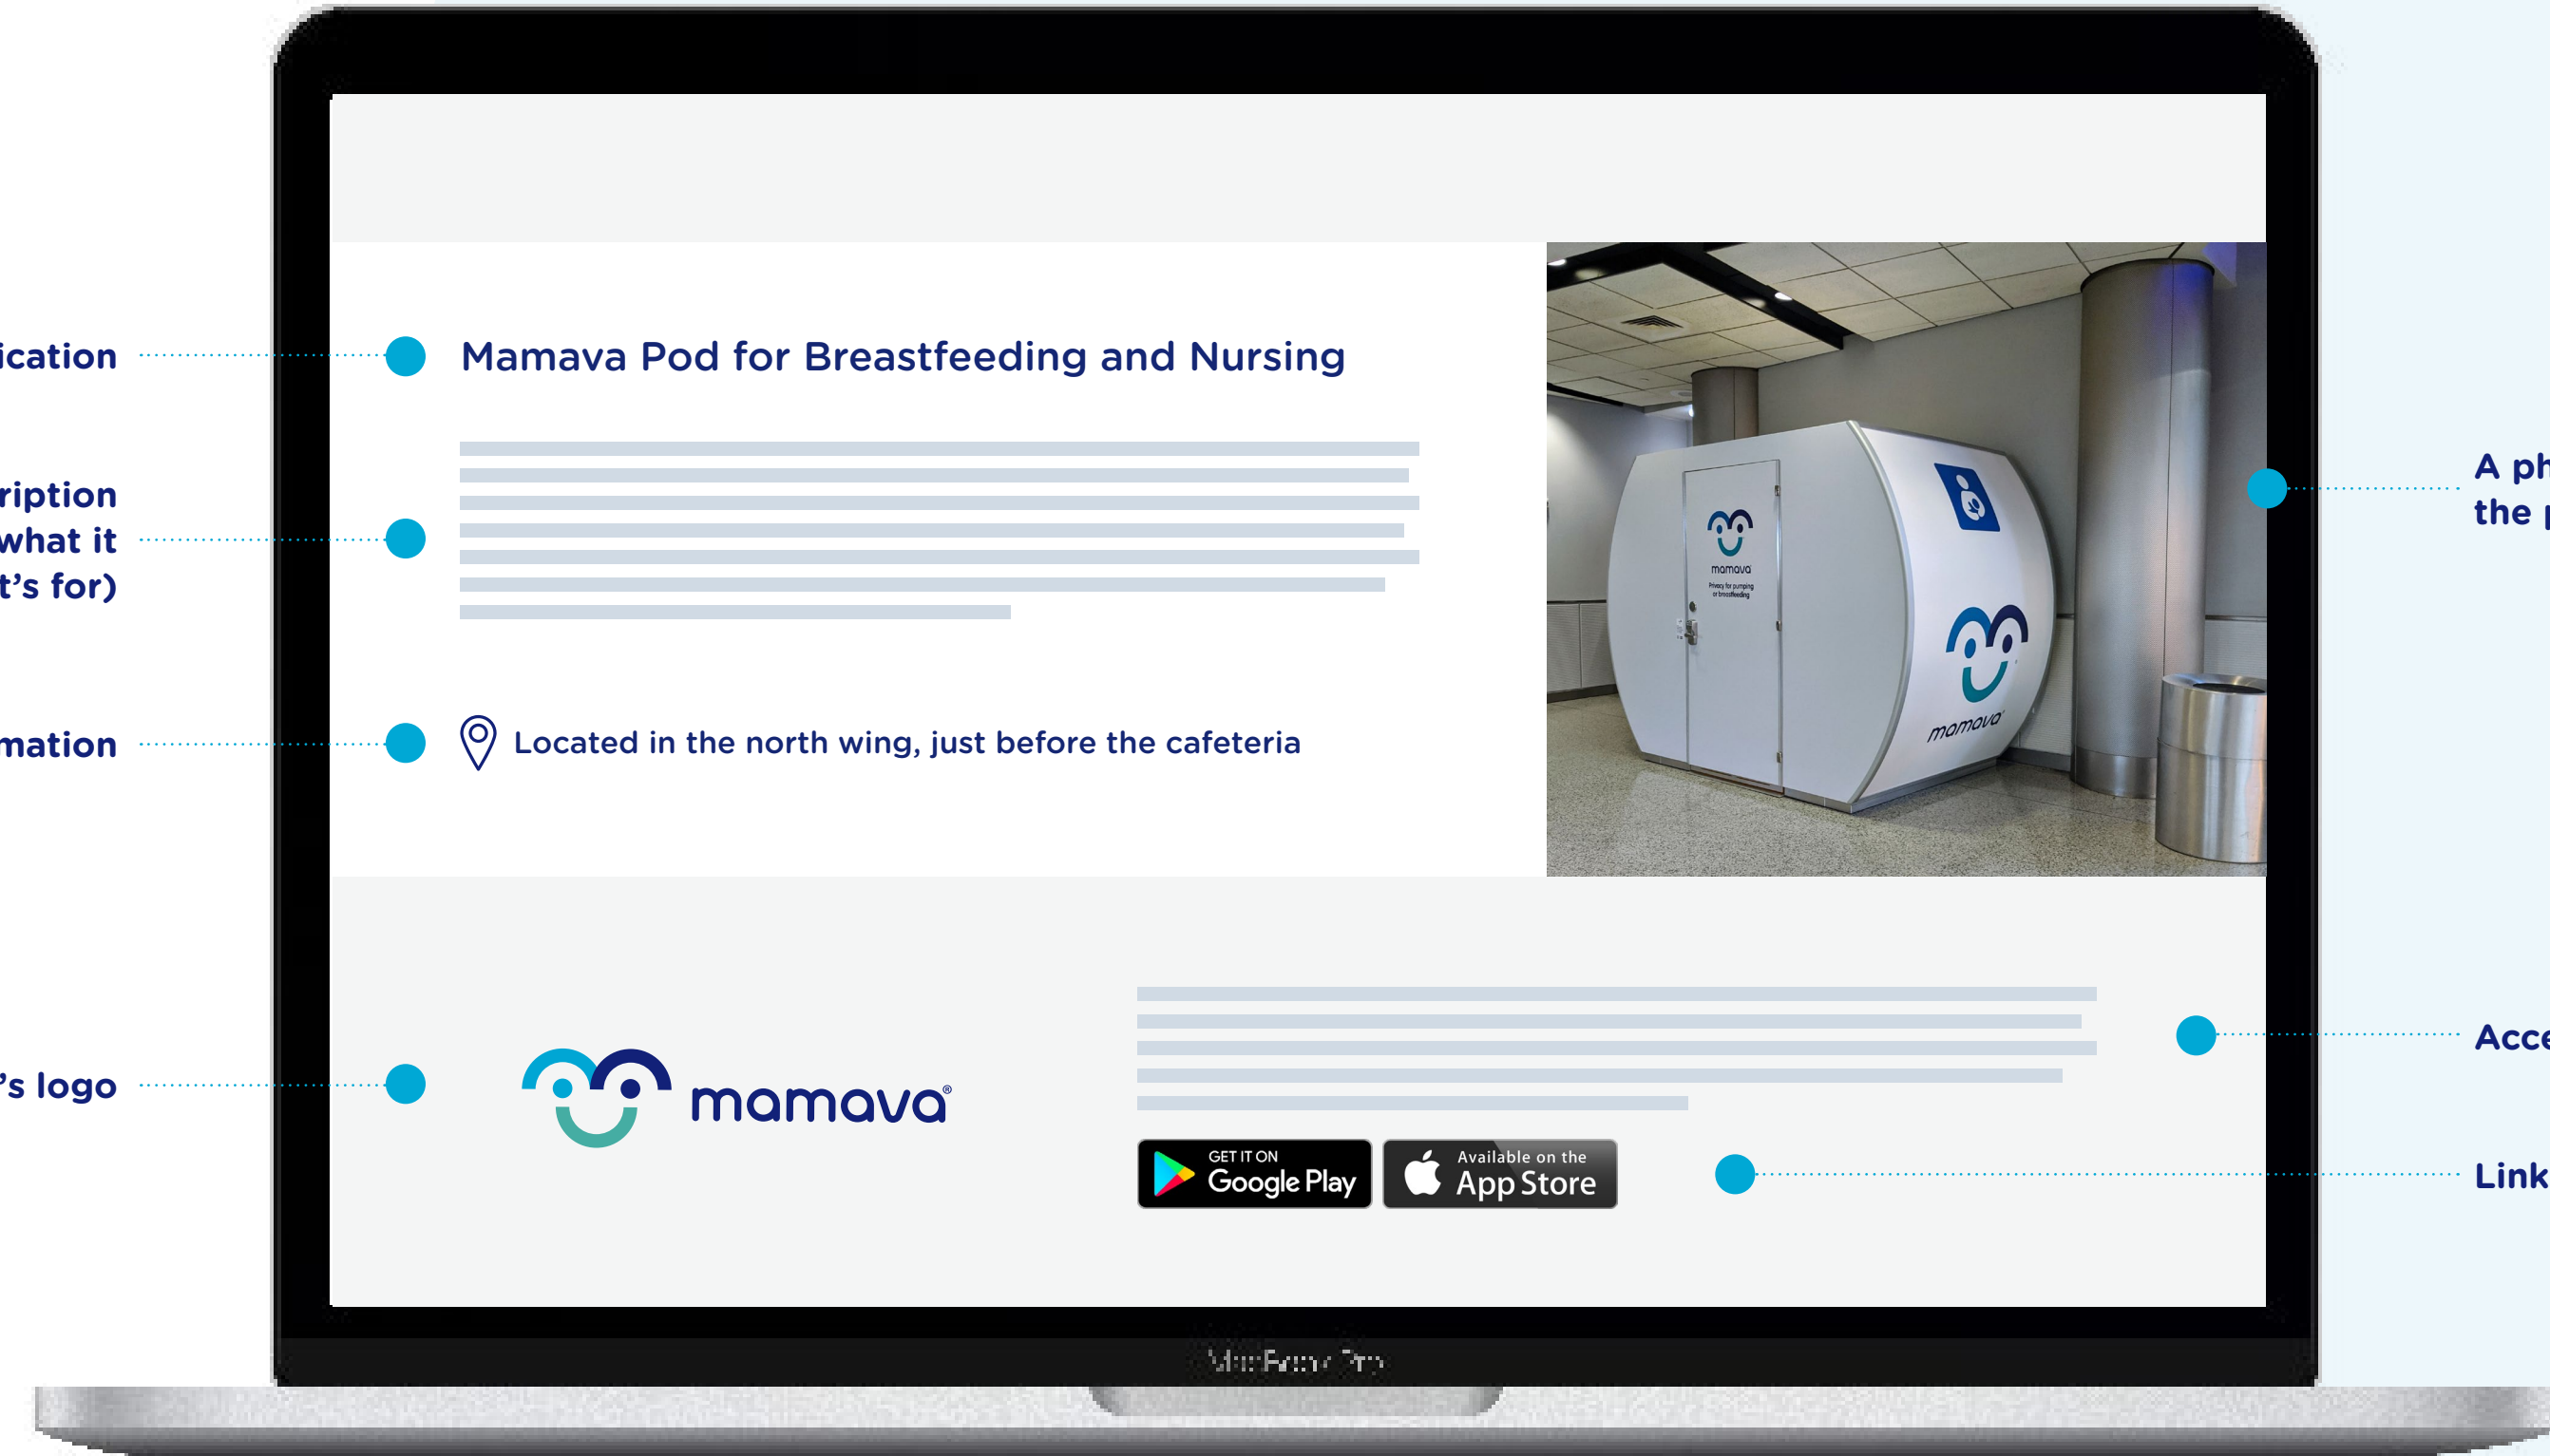 ication
Mamava Pod for Breastfeeding and Nursing
ription
what it
t’s for)
mation
Located in the north wing, just before the cafeteria
’s logo
mamava®
mamava
Privacy for pumping
or breastfeeding
mamava
A ph
the p
Acce
GET IT ON
Google Play
Available on the
App Store
Link
MacBook Pro